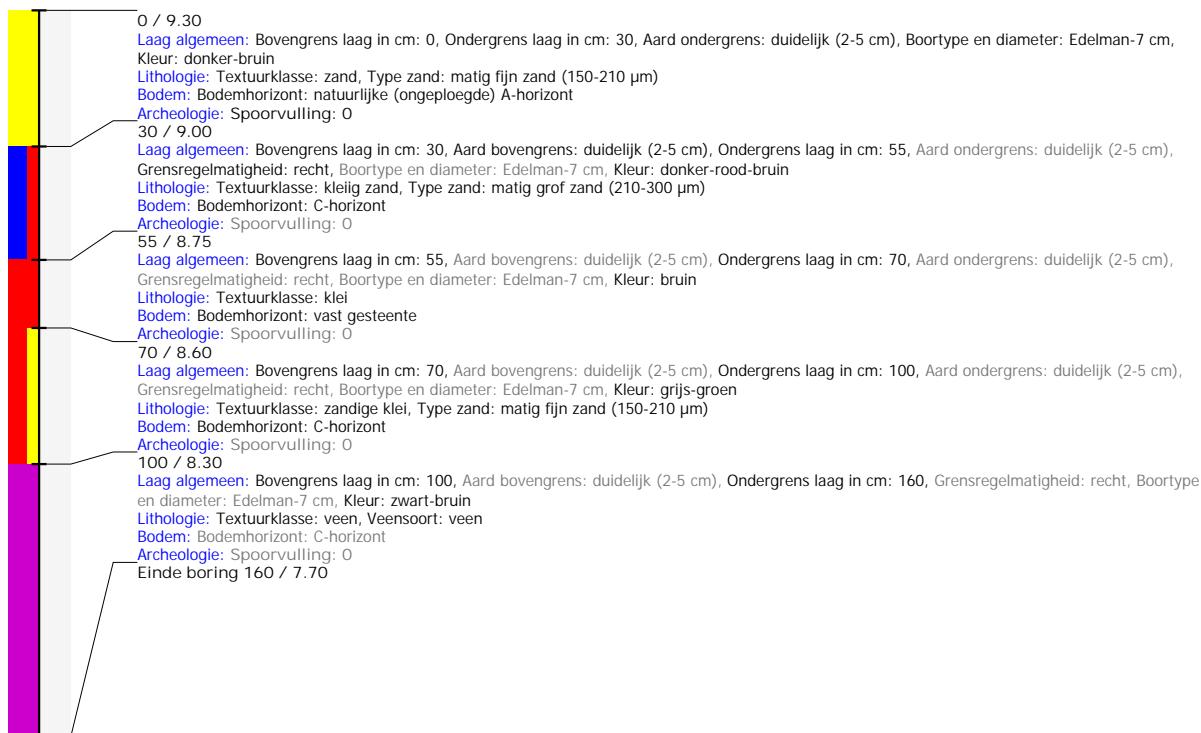 0 / 9.30
Laag algemeen: Bovengrens laag in cm: 0, Ondergrens laag in cm: 30, Aard ondergrens: duidelijk (2-5 cm), Boortype en diameter: Edelman-7 cm,
Kleur: donker-bruin
Lithologie: Textuurklasse: zand, Type zand: matig fijn zand (150-210 µm)
Bodem: Bodemhorizont: natuurlijke (ongeploegde) A-horizont
Archeologie: Spoorvulling: 0
30 / 9.00
Laag algemeen: Bovengrens laag in cm: 30, Aard bovengrens: duidelijk (2-5 cm), Ondergrens laag in cm: 55, Aard ondergrens: duidelijk (2-5 cm),
Grensregelmatigheid: recht, Boortype en diameter: Edelman-7 cm, Kleur: donker-rood-bruin
Lithologie: Textuurklasse: kleiig zand, Type zand: matig grof zand (210-300 µm)
Bodem: Bodemhorizont: C-horizont
Archeologie: Spoorvulling: 0
55 / 8.75
Laag algemeen: Bovengrens laag in cm: 55, Aard bovengrens: duidelijk (2-5 cm), Ondergrens laag in cm: 70, Aard ondergrens: duidelijk (2-5 cm),
Grensregelmatigheid: recht, Boortype en diameter: Edelman-7 cm, Kleur: bruin
Lithologie: Textuurklasse: klei
Bodem: Bodemhorizont: vast gesteente
Archeologie: Spoorvulling: 0
70 / 8.60
Laag algemeen: Bovengrens laag in cm: 70, Aard bovengrens: duidelijk (2-5 cm), Ondergrens laag in cm: 100, Aard ondergrens: duidelijk (2-5 cm),
Grensregelmatigheid: recht, Boortype en diameter: Edelman-7 cm, Kleur: grijs-groen
Lithologie: Textuurklasse: zandige klei, Type zand: matig fijn zand (150-210 µm)
Bodem: Bodemhorizont: C-horizont
Archeologie: Spoorvulling: 0
100 / 8.30
Laag algemeen: Bovengrens laag in cm: 100, Aard bovengrens: duidelijk (2-5 cm), Ondergrens laag in cm: 160, Grensregelmatigheid: recht, Boortype
en diameter: Edelman-7 cm, Kleur: zwart-bruin
Lithologie: Textuurklasse: veen, Veensoort: veen
Bodem: Bodemhorizont: C-horizont
Archeologie: Spoorvulling: 0
Einde boring 160 / 7.70